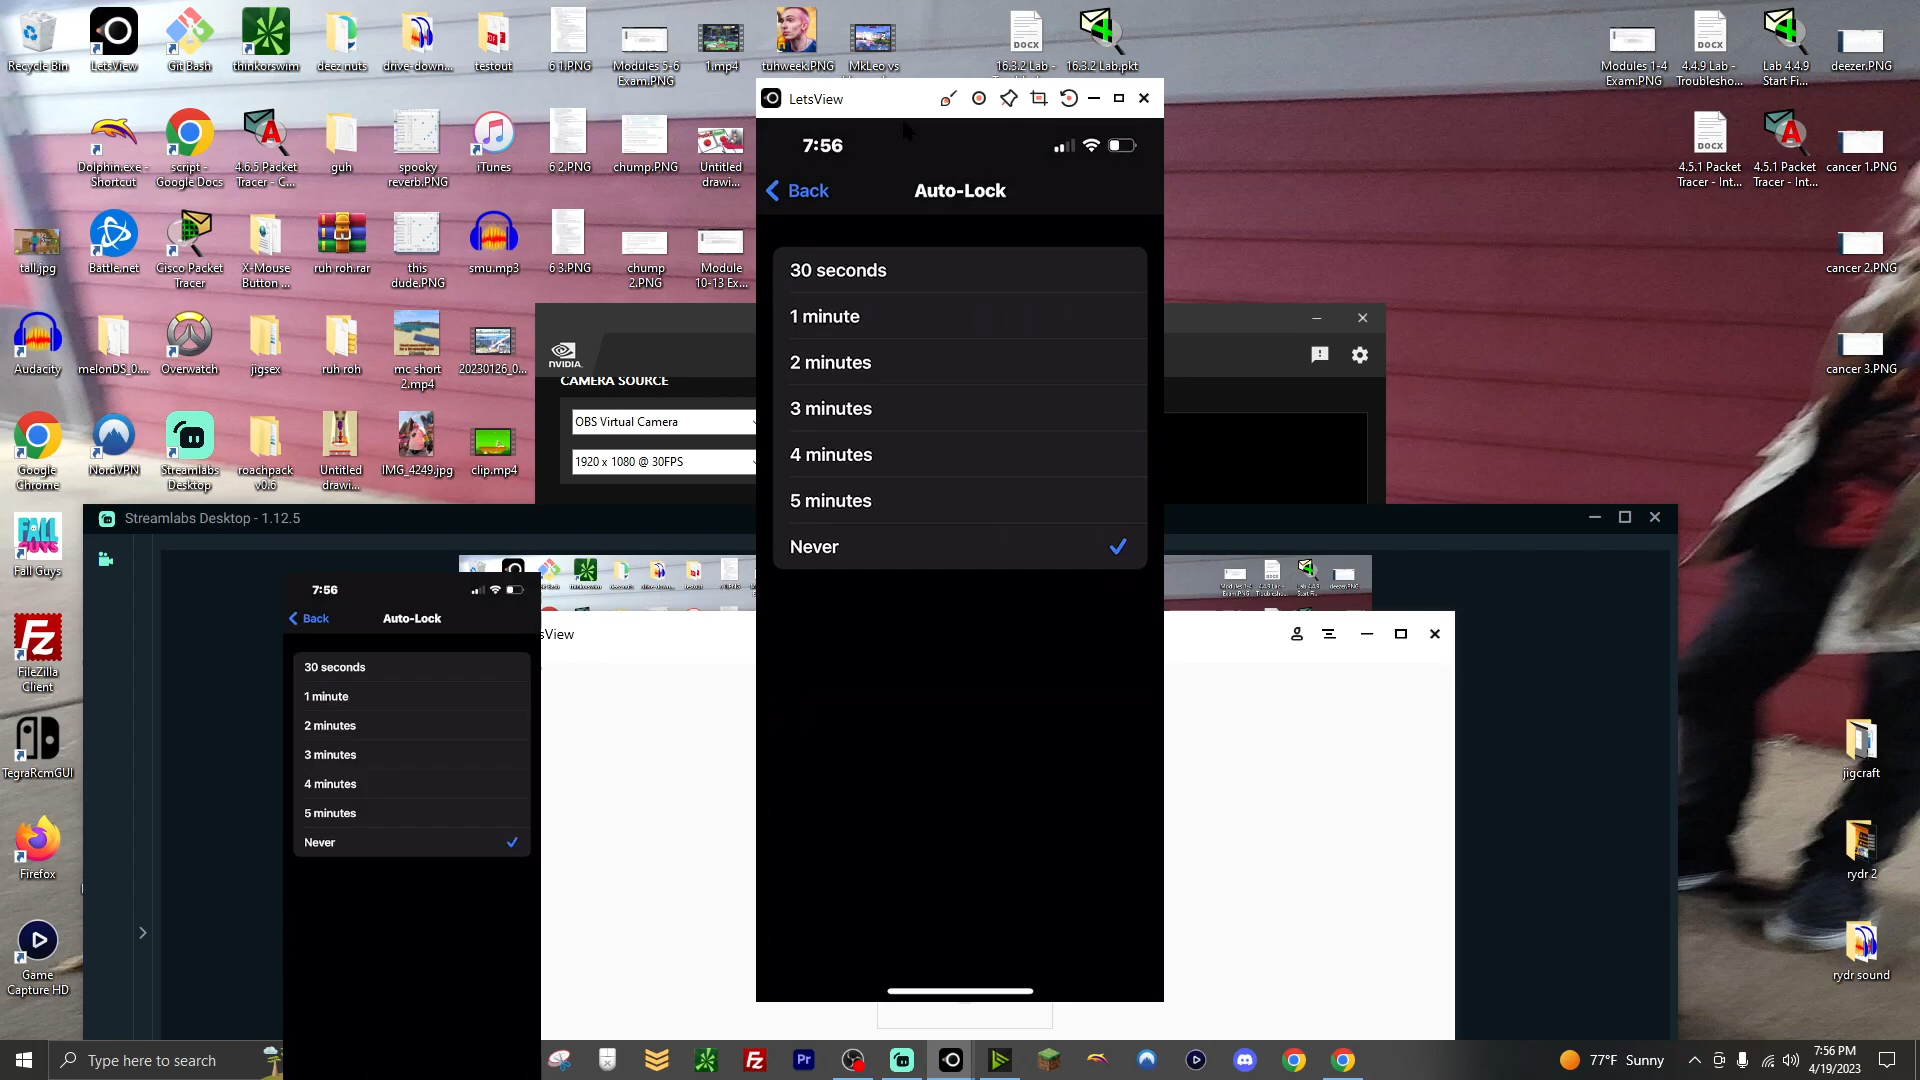 Recycle Bin
LetsView
Git Bash
thinkorswim
deez nuts
drive-down...
testout
6 1.PNG
Modules 5-6
Exam.PNG
1.mp4
tuhweek.PNG
MkLeo vs
16.3.2 Lab -
16.3.2 Lab.pkt
Modules 1-4
Exam.PNG
4.4.9 Lab -
Troublesho...
Lab 4.4.9
Start Fi...
deezer.PNG
Dolphin.exe -
Shortcut
script -
Google Docs
4.6.5 Packet
Tracer - C...
guh
spooky
reverb.PNG
iTunes
6 2.PNG
chump.PNG
Untitled
drawi...
4.5.1 Packet
Tracer - Int...
4.5.1 Packet
Tracer - Int...
cancer 1.PNG
tall.jpg
Battle.net
Cisco Packet
Tracer
X-Mouse
Button ...
ruh roh.rar
this
dude.PNG
smu.mp3
6 3.PNG
chump
2.PNG
Module
10-13 Ex...
cancer 2.PNG
Audacity
melonDS_0....
Overwatch
jigsex
ruh roh
mc short
2.mp4
20230126_0...
cancer 3.PNG
Google
Chrome
NordVPN
Streamlabs
Desktop
roachpack
v0.6
Untitled
drawi...
IMG_4249.jpg
clip.mp4
Fall Guys
FileZilla
Client
TegraRcmGUI
Firefox
Game
Capture HD
jigcraft
rydr 2
rydr sound
LetsView
7:56
Back
Auto-Lock
30 seconds
1 minute
2 minutes
3 minutes
4 minutes
5 minutes
Never
NVIDIA.
CAMERA SOURCE
OBS Virtual Camera
1920 x 1080 @ 30FPS
Streamlabs Desktop - 1.12.5
7:56
Back
Auto-Lock
30 seconds
1 minute
2 minutes
3 minutes
4 minutes
5 minutes
Never
sView
Type here to search
77°F Sunny
7:56 PM
4/19/2023